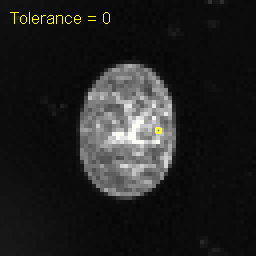 Tolerance = 0